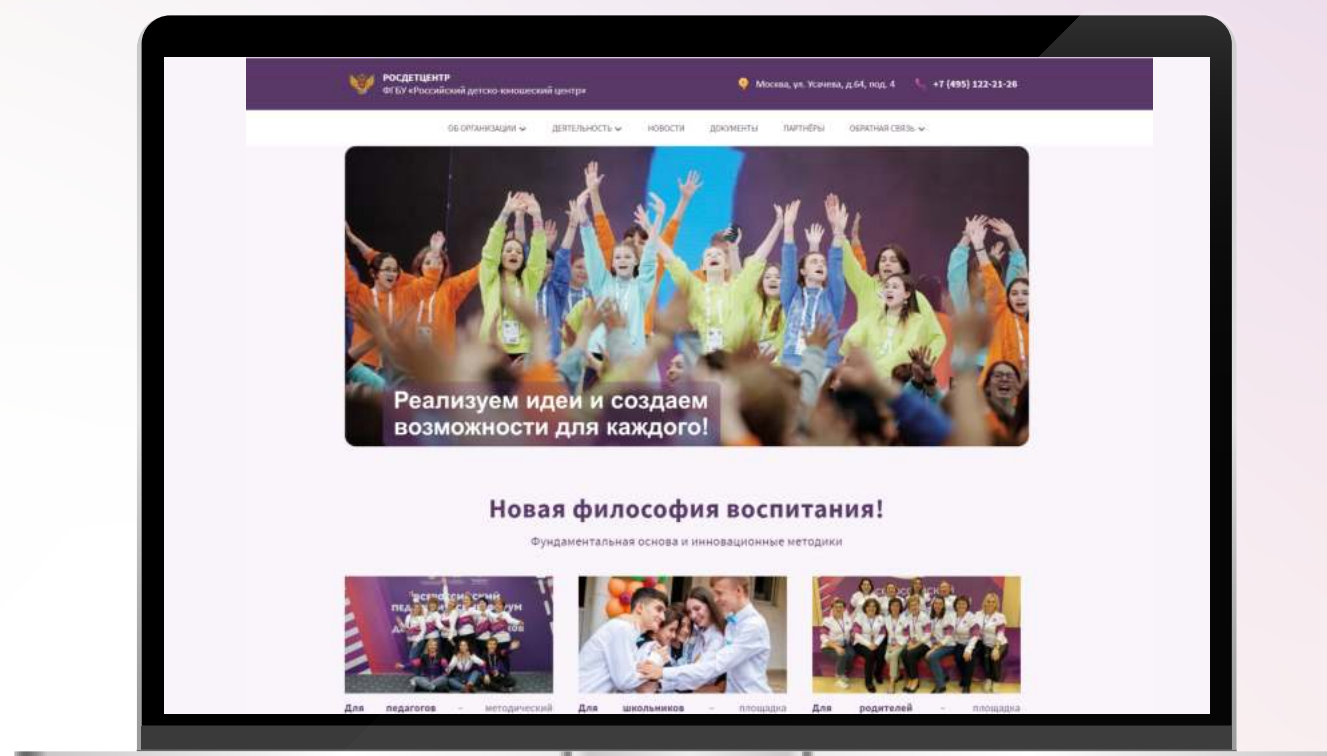 РОСДЕТЦЕНТР
ФГБУ «Российский детско-юношеский центр»
Москва, ул. Усачева, д.64, под. 4
+7 (495) 122-21-26
ОБ ОРГАНИЗАЦИИ ДЕЯТЕЛЬНОСТЬ НОВОСТИ ДОКУМЕНТЫ ПАРТНЁРЫ ОБРАТНАЯ СВЯЗЬ
Реализуем идеи и создаем
возможности для каждого!
Новая философия воспитания!
Фундаментальная основа и инновационные методики
ВСЕРОССИЙСКИЙ
Для педагогов – методический
Для школьников – площадка
Для родителей – площадка